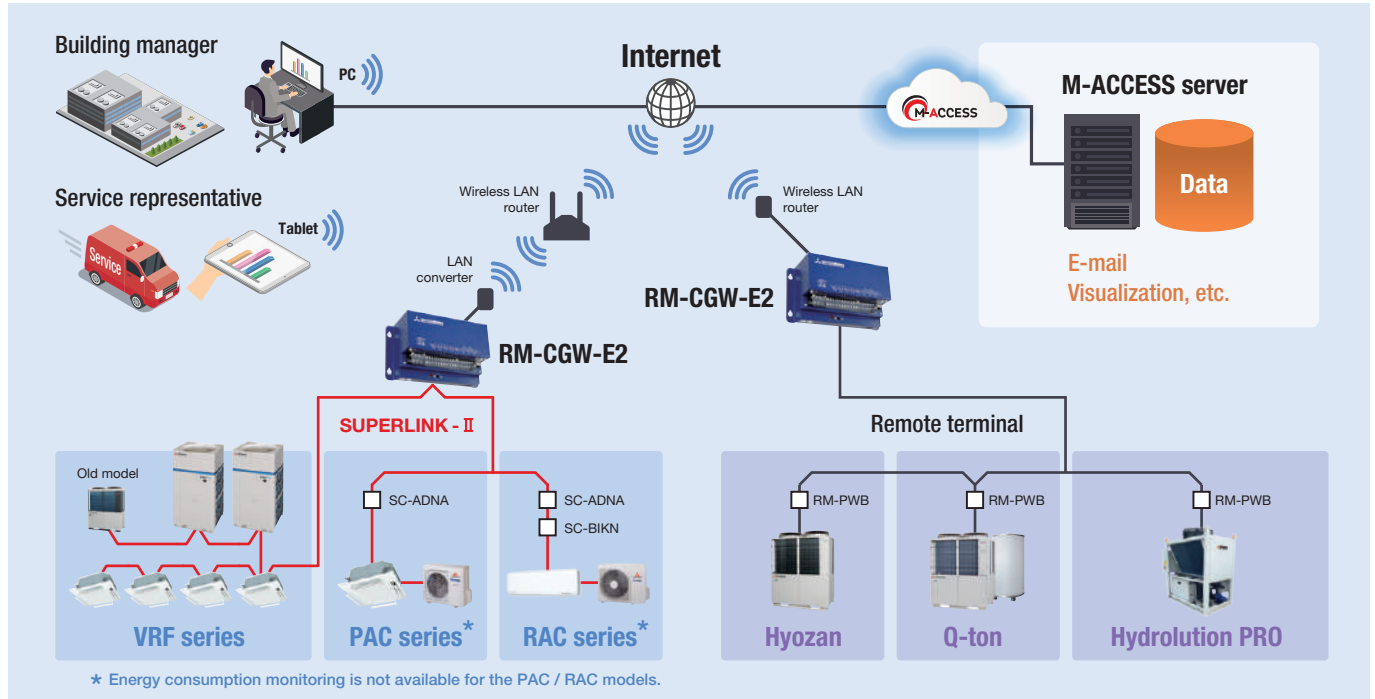 Building manager
PC
Internet
M-ACCESS
M-ACCESS server
Data
E-mail
Visualization, etc.
Service representative
Service
Tablet
Wireless LAN
router
LAN
converter
RM-CGW-E2
Wireless LAN
router
RM-CGW-E2
SUPERLINK - II
Remote terminal
Old model
SC-ADNA
SC-ADNA
SC-BIKN
RM-PWB
RM-PWB
RM-PWB
VRF series
PAC series*
RAC series*
Hyozan
Q-ton
Hydrolution PRO
* Energy consumption monitoring is not available for the PAC / RAC models.